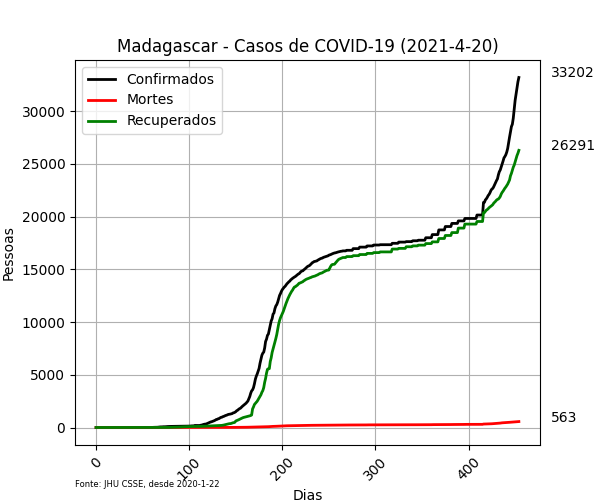 Madagascar - Casos de COVID-19 (2021-4-20)
Confirmados
Mortes
Recuperados
33202
26291
563
30000
25000
20000
15000
10000
5000
0
Pessoas
0
100
200
300
400
Fonte: JHU CSSE, desde 2020-1-22
Dias